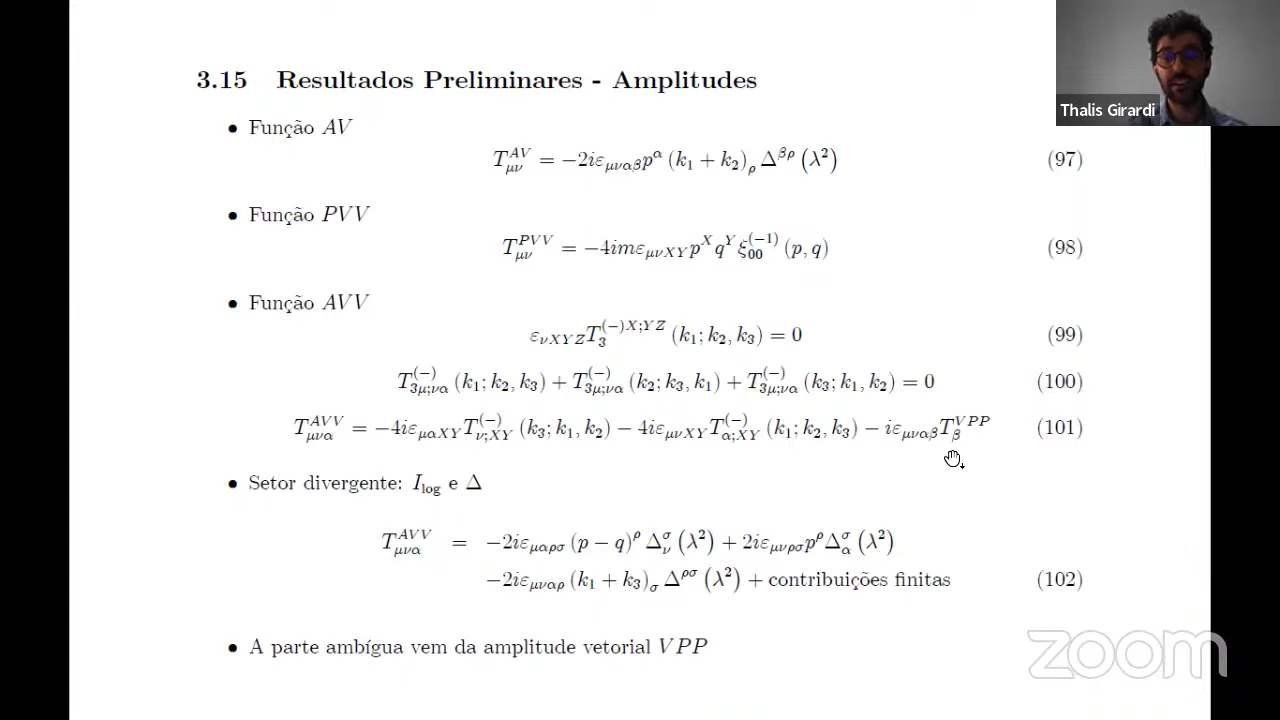 3.15 Resultados Preliminares - Amplitudes
Thalis Girardi
• Função AV
T^{AV}_{μν} = −2iε_{μναβ}p^α (k_1 + k_2)_ρ Δ^{βρ} (λ^2) (97)
• Função PVV
T^{PVV}_{μν} = −4imε_{μνXY} p^X q^Y ξ^{(−1)}_{00} (p, q) (98)
• Função AVV
ε_{νXYZ}T_3^{(−)X;YZ} (k_1; k_2, k_3) = 0 (99)
T^{(−)}_{3μ;να} (k_1; k_2, k_3) + T^{(−)}_{3μ;να} (k_2; k_3, k_1) + T^{(−)}_{3μ;να} (k_3; k_1, k_2) = 0 (100)
T^{AVV}_{μνα} = −4iε_{μαXY}T^{(−)}_{ν;XY} (k_3; k_1, k_2) − 4iε_{μνXY}T^{(−)}_{α;XY} (k_1; k_2, k_3) − iε_{μναβ}T^{VPP}_β (101)
• Setor divergente: I_{log} e Δ
T^{AVV}_{μνα} = −2iε_{μαρσ} (p − q)^ρ Δ^σ_ν (λ^2) + 2iε_{μνρσ}p^ρΔ^σ_α (λ^2)
−2iε_{μναρ} (k_1 + k_3)_σ Δ^{ρσ} (λ^2) + contribuições finitas (102)
• A parte ambígua vem da amplitude vetorial VPP
zoom